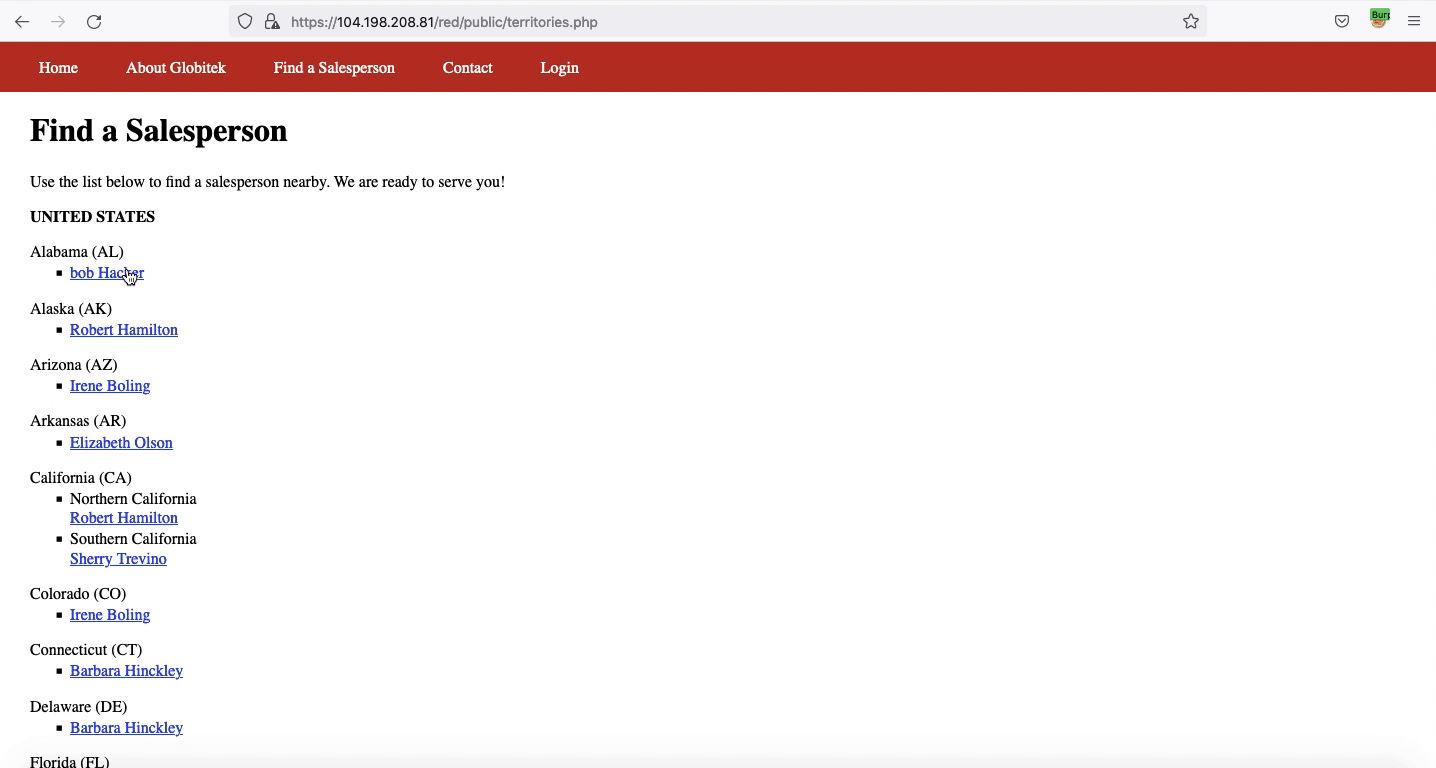 https://104.198.208.81/red/public/territories.php
Home About Globitek Find a Salesperson Contact Login
Find a Salesperson
Use the list below to find a salesperson nearby. We are ready to serve you!
UNITED STATES
Alabama (AL)
bob Hacker
Alaska (AK)
Robert Hamilton
Arizona (AZ)
Irene Boling
Arkansas (AR)
Elizabeth Olson
California (CA)
Northern California
Robert Hamilton
Southern California
Sherry Trevino
Colorado (CO)
Irene Boling
Connecticut (CT)
Barbara Hinckley
Delaware (DE)
Barbara Hinckley
Florida (FL)